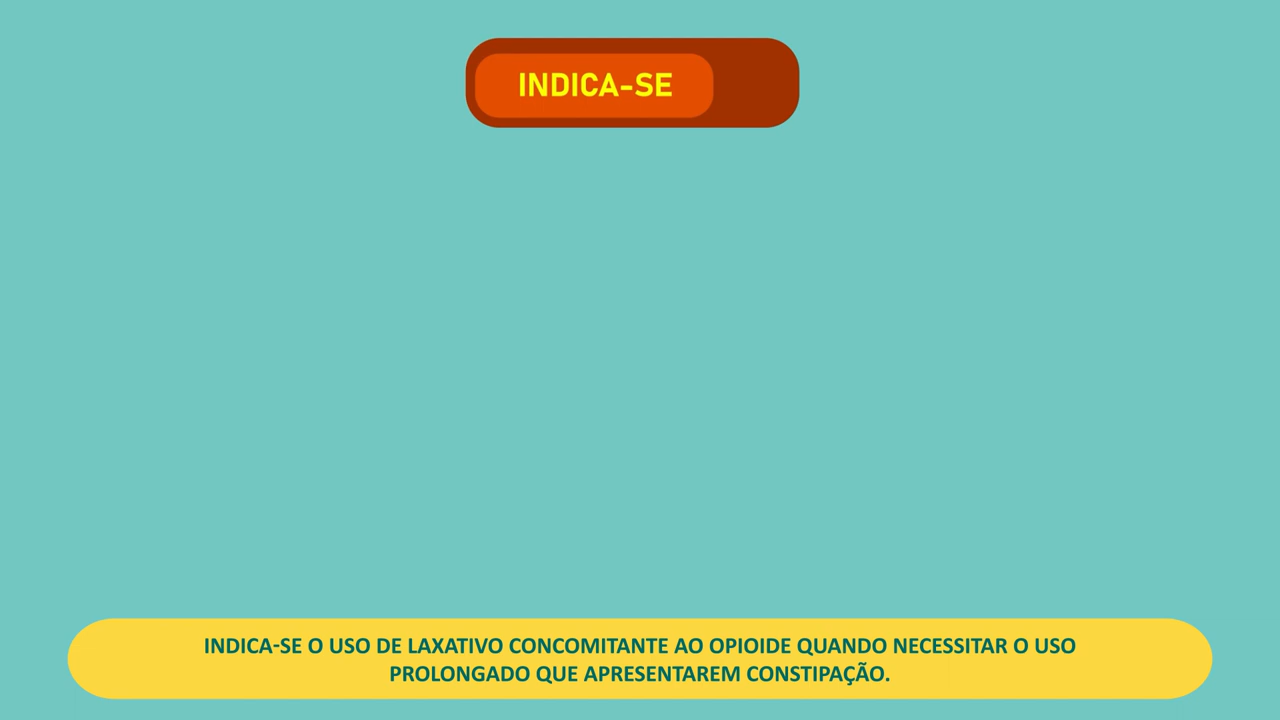 INDICA-SE
INDICA-SE O USO DE LAXATIVO CONCOMITANTE AO OPIOIDE QUANDO NECESSITAR O USO
PROLONGADO QUE APRESENTAREM CONSTIPAÇÃO.